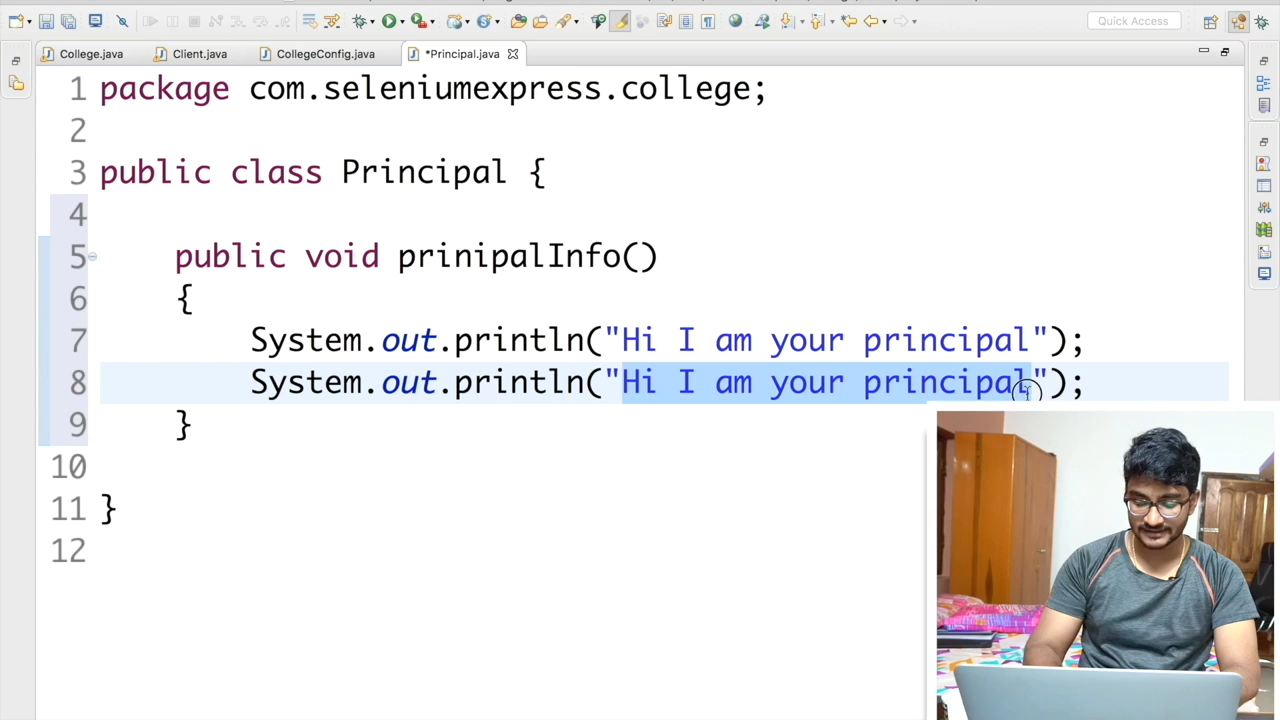 Quick Access
College.java
Client.java
CollegeConfig.java
*Principal.java
1 package com.seleniumexpress.college;
2
3 public class Principal {
4
5 public void prinipalInfo()
6 {
7 System.out.println("Hi I am your principal");
8 System.out.println("Hi I am your principal");
9 }
10
11 }
12